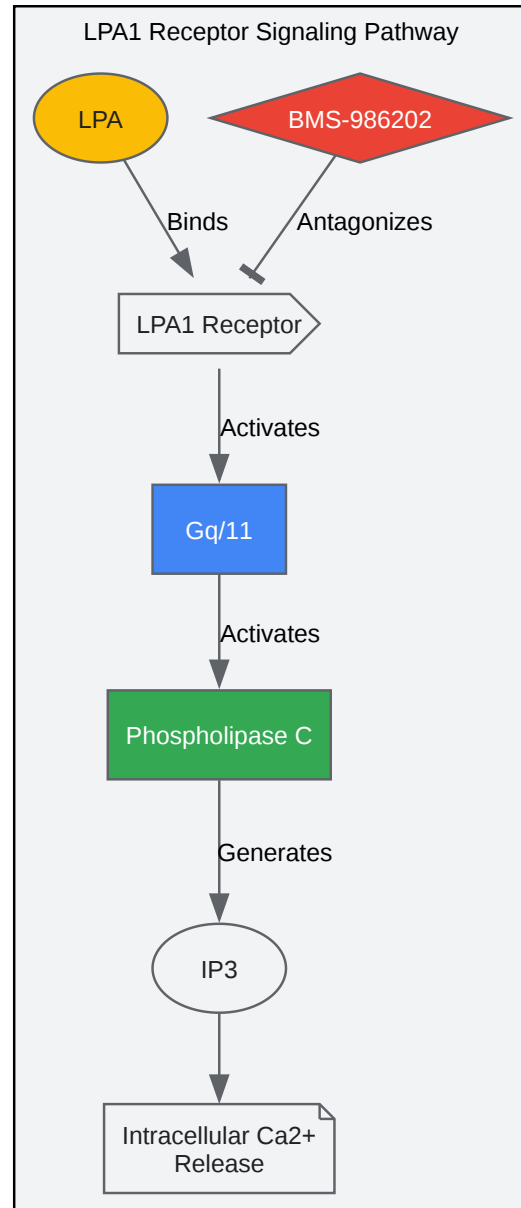 LPA1 Receptor Signaling Pathway
LPA
BMS-986202
Binds
Antagonizes
LPA1 Receptor
Activates
Gq/11
Activates
Phospholipase C
Generates
IP3
Intracellular Ca2+
Release